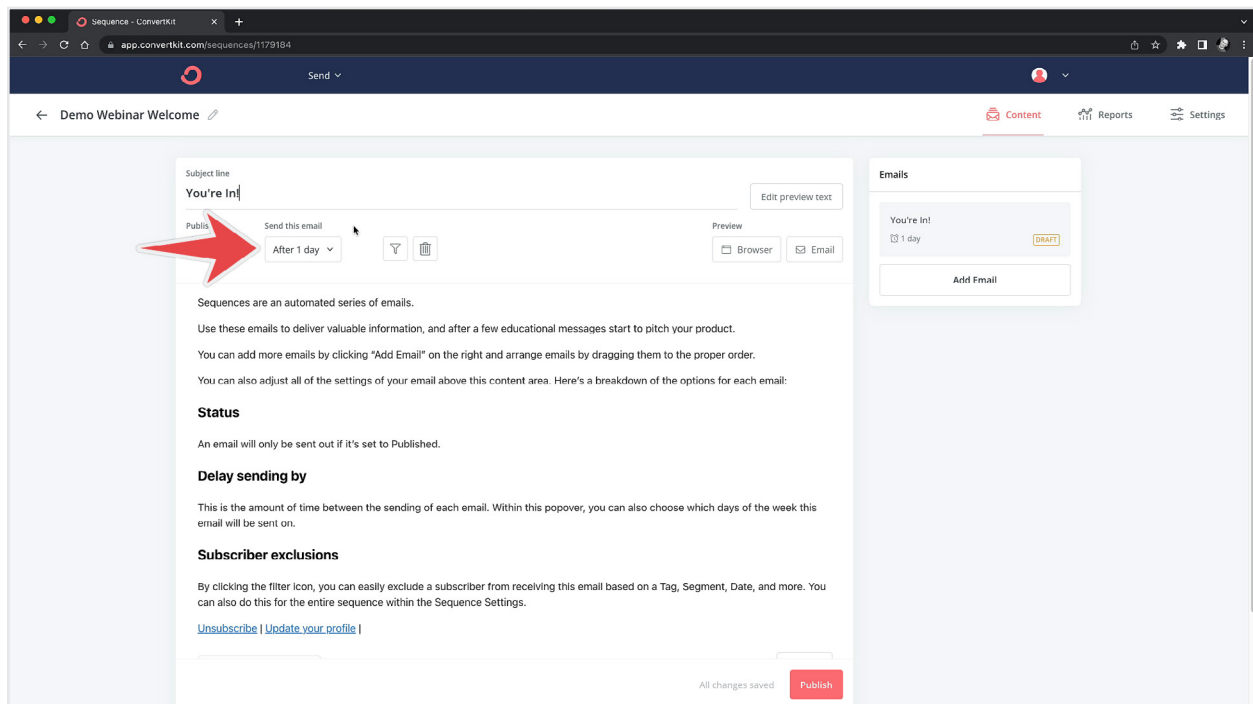 Sequence - ConvertKit
app.convertkit.com/sequences/1179184
Send
Demo Webinar Welcome
Content
Reports
Settings
Subject line
You're In!
Edit preview text
Emails
You're In!
1 day
DRAFT
Add Email
Send this email
Preview
After 1 day
Browser
Email
Sequences are an automated series of emails.
Use these emails to deliver valuable information, and after a few educational messages start to pitch your product.
You can add more emails by clicking “Add Email” on the right and arrange emails by dragging them to the proper order.
You can also adjust all of the settings of your email above this content area. Here’s a breakdown of the options for each email:
Status
An email will only be sent out if it’s set to Published.
Delay sending by
This is the amount of time between the sending of each email. Within this popover, you can also choose which days of the week this
email will be sent on.
Subscriber exclusions
By clicking the filter icon, you can easily exclude a subscriber from receiving this email based on a Tag, Segment, Date, and more. You
can also do this for the entire sequence within the Sequence Settings.
Unsubscribe | Update your profile |
All changes saved
Publish